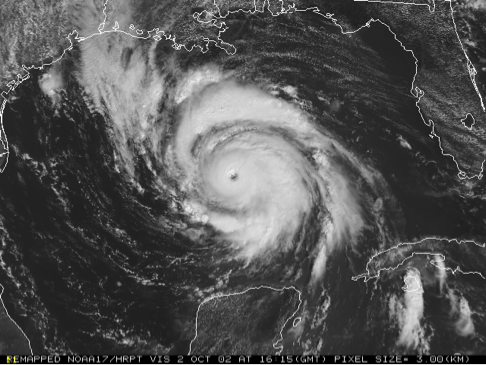 REMAPPED NOAA17/HRPT VIS 2 OCT 02 AT 16:15(GMT) PIXEL SIZE= 3.00(KM)